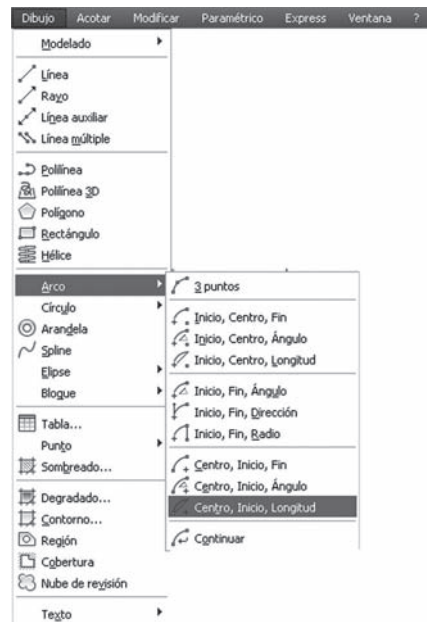 Dibujo Acotar Modificar Paramétrico Express Ventana ?
Modelado
Línea
Rayo
Línea auxiliar
Línea múltiple
Polilínea
Polilínea 3D
Polígono
Rectángulo
Hélice
Arco
3 puntos
Círculo
Arandela
Inicio, Centro, Fin
Spline
Inicio, Centro, Ángulo
Elipse
Inicio, Centro, Longitud
Bloque
Inicio, Fin, Ángulo
Tabla...
Inicio, Fin, Dirección
Punto
Inicio, Fin, Radio
Sombreado...
Centro, Inicio, Fin
Degradado...
Centro, Inicio, Ángulo
Contorno...
Centro, Inicio, Longitud
Región
Continuar
Cobertura
Nube de revisión
Texto